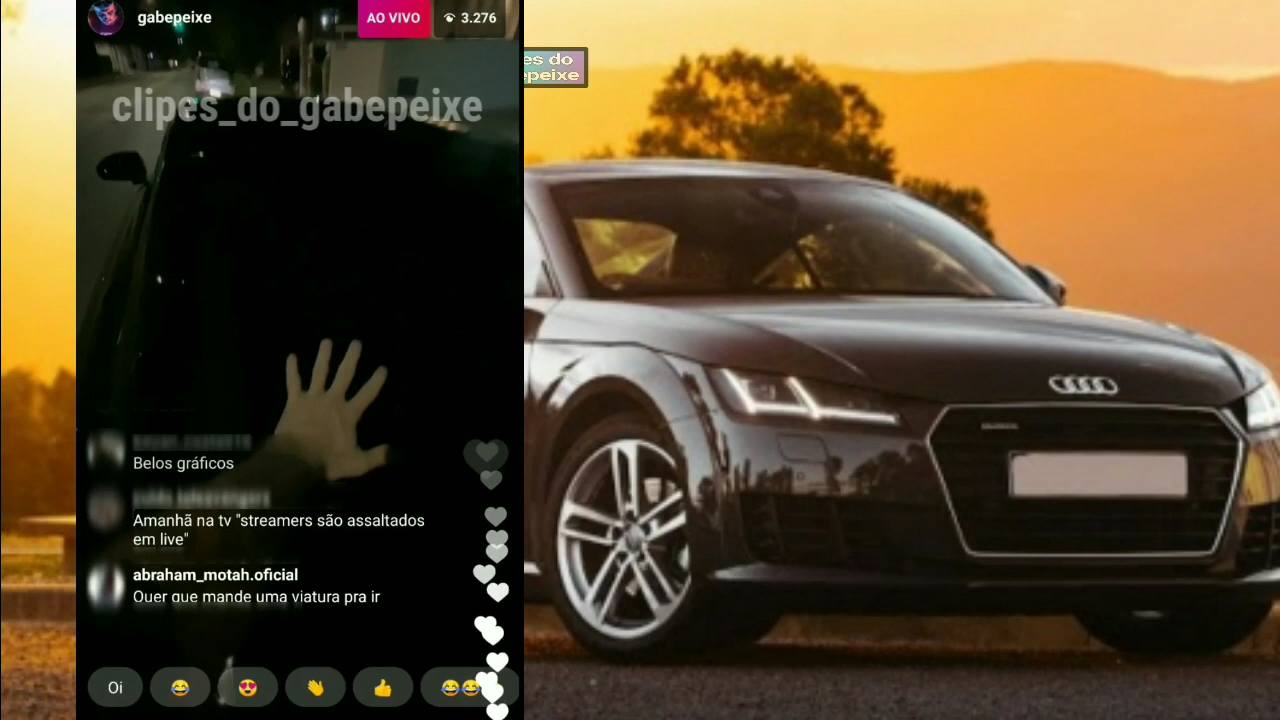 gabepeixe
AO VIVO
3.276
es do
epeixe
clipes_do_gabepeixe
Belos gráficos
Amanhã na tv "streamers são assaltados
em live"
abraham_motah.oficial
Quer que mande uma viatura pra ir
Oi